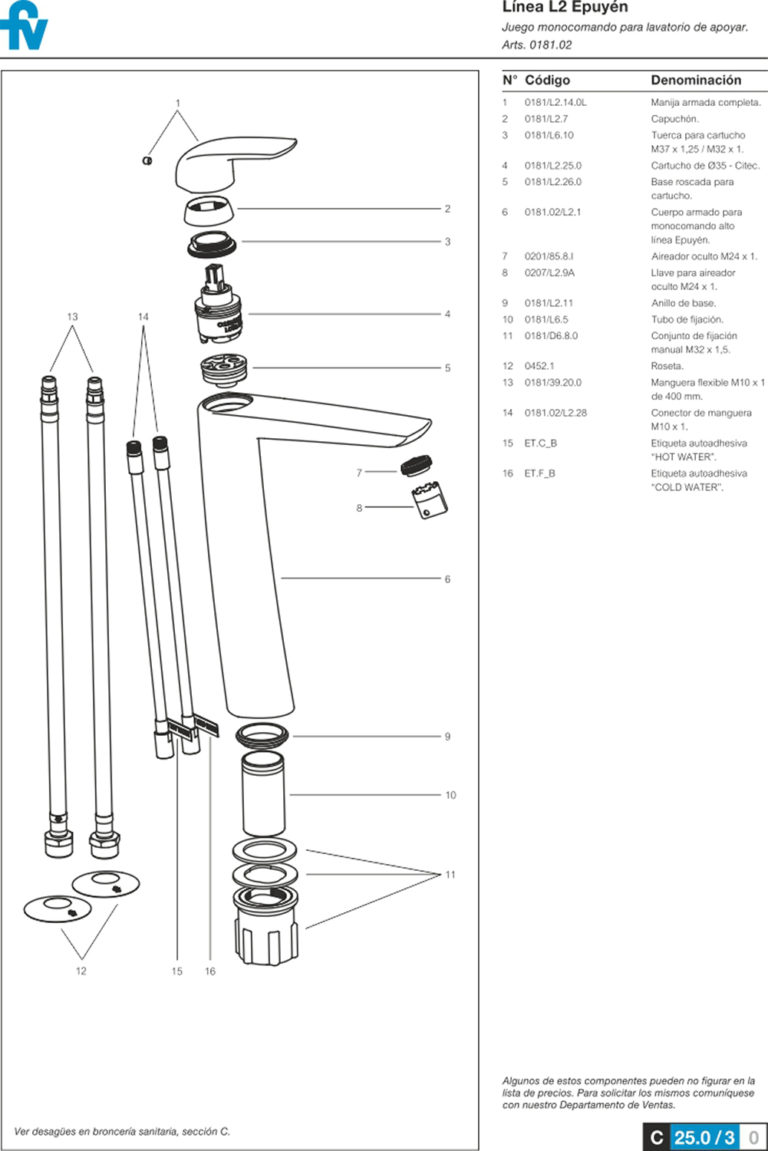 fv
Línea L2 Epuyén
Juego monocomando para lavatorio de apoyar.
Arts. 0181.02
N° Código Denominación
1 0181/L2.14.0L Manija armada completa.
2 0181/L2.7 Capuchón.
3 0181/L6.10 Tuerca para cartucho
M37 x 1,25 / M32 x 1.
4 0181/L2.25.0 Cartucho de Ø35 - Citec.
5 0181/L2.26.0 Base roscada para
cartucho.
6 0181.02/L2.1 Cuerpo armado para
monocomando alto
línea Epuyén.
7 0201/85.8.I Aireador oculto M24 x 1.
8 0207/L2.9A Llave para aireador
oculto M24 x 1.
9 0181/L2.11 Anillo de base.
10 0181/L6.5 Tubo de fijación.
11 0181/D6.8.0 Conjunto de fijación
manual M32 x 1,5.
12 0452.1 Roseta.
13 0181/39.20.0 Manguera flexible M10 x 1
de 400 mm.
14 0181.02/L2.28 Conector de manguera
M10 x 1.
15 ET.C_B Etiqueta autoadhesiva
“HOT WATER”.
16 ET.F_B Etiqueta autoadhesiva
“COLD WATER”.
1
2
3
13 14 4
5
7
8
6
9
10
11
12 15 16
Algunos de estos componentes pueden no figurar en la
lista de precios. Para solicitar los mismos comuníquese
con nuestro Departamento de Ventas.
Ver desagües en broncería sanitaria, sección C.
C 25.0 / 3 0